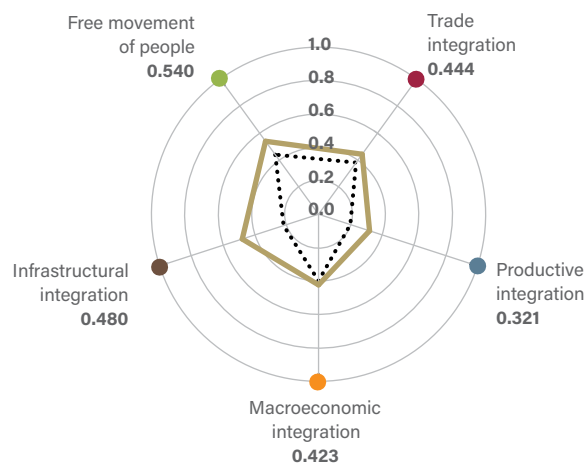 Free movement
of people
0.540
Trade
integration
0.444
1.0
0.8
0.6
0.4
0.2
0.0
Infrastructural
integration
0.480
Productive
integration
0.321
Macroeconomic
integration
0.423